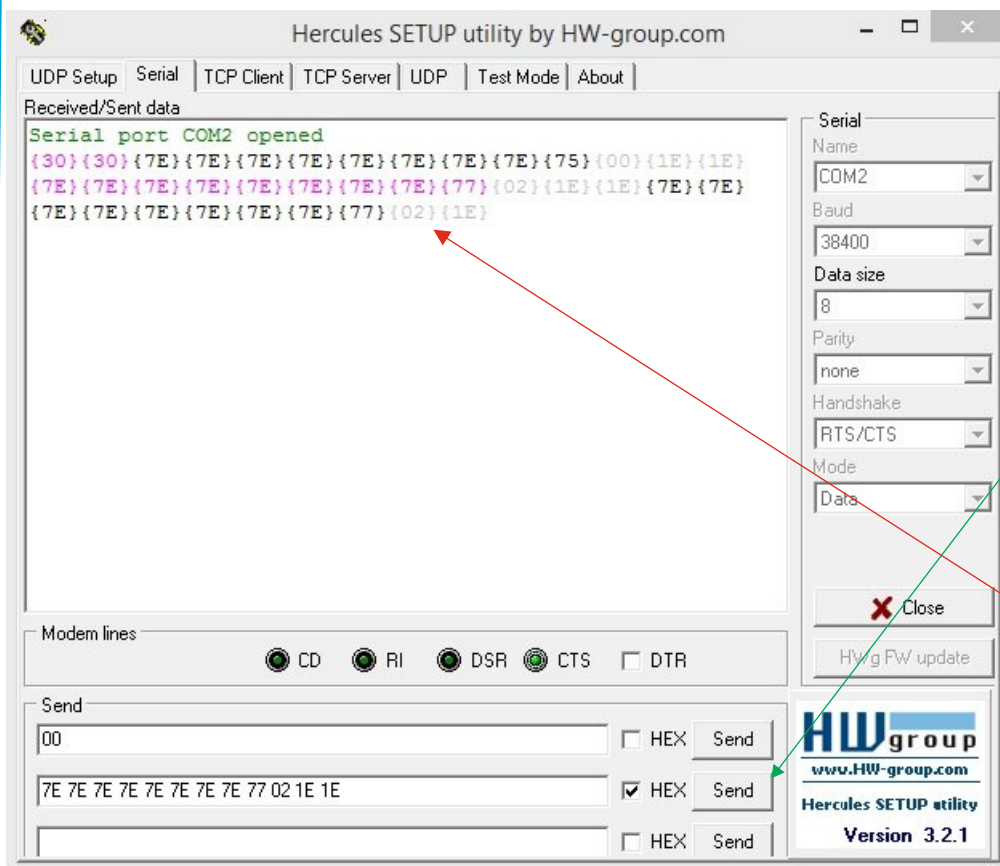 Hercules SETUP utility by HW-group.com
UDP Setup Serial TCP Client TCP Server UDP Test Mode About
Received/Sent data
Serial port COM2 opened
{30}{30}{7E}{7E}{7E}{7E}{7E}{7E}{7E}{7E}{75}{00}{1E}{1E}
{7E}{7E}{7E}{7E}{7E}{7E}{7E}{7E}{77}{02}{1E}{1E}{7E}{7E}
{7E}{7E}{7E}{7E}{7E}{7E}{77}{02}{1E}
Serial
Name
COM2
Baud
38400
Data size
8
Parity
none
Handshake
RTS/CTS
Mode
Data
Close
HWg FW update
Modem lines
CD RI DSR CTS DTR
Send
00 HEX Send
7E 7E 7E 7E 7E 7E 7E 7E 77 02 1E 1E HEX Send
HEX Send
HW group
www.HW-group.com
Hercules SETUP utility
Version 3.2.1